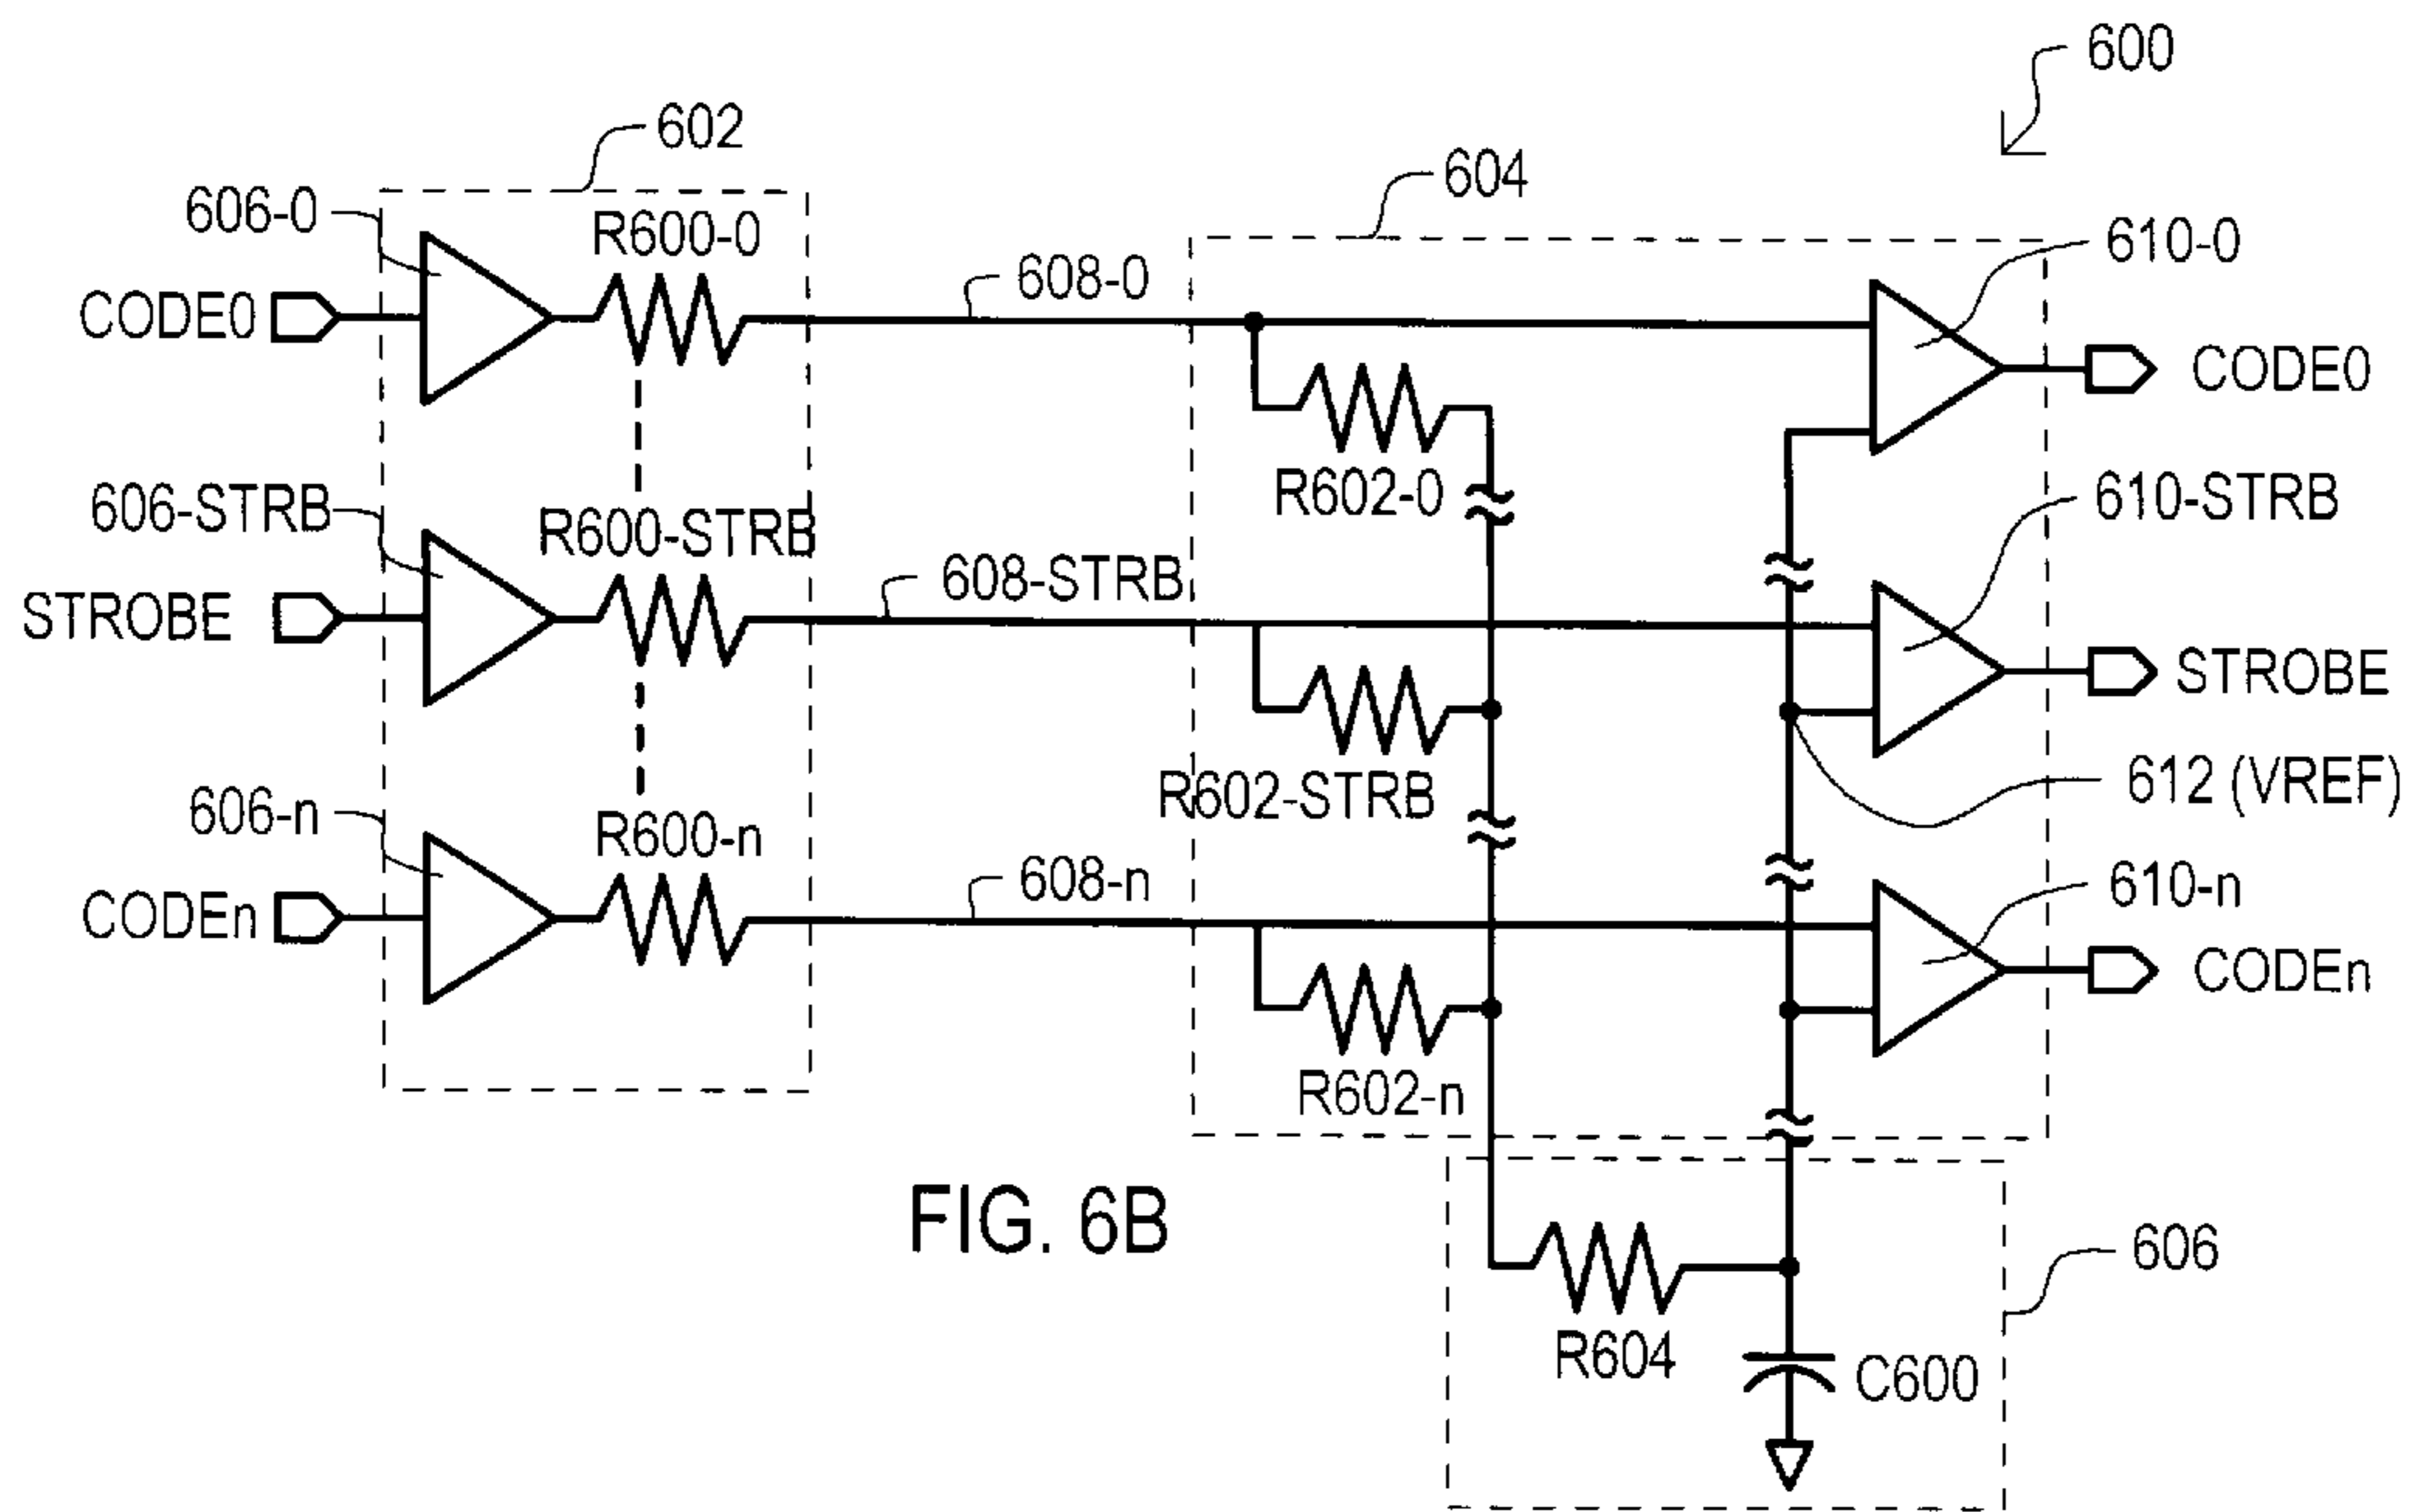 600
602
604
606-0
R600-0
608-0
610-0
CODE0
CODE0
R602-0
606-STRB
R600-STRB
608-STRB
610-STRB
STROBE
STROBE
R602-STRB
612 (VREF)
606-n
R600-n
608-n
610-n
CODEn
CODEn
R602-n
FIG. 6B
606
R604
C600